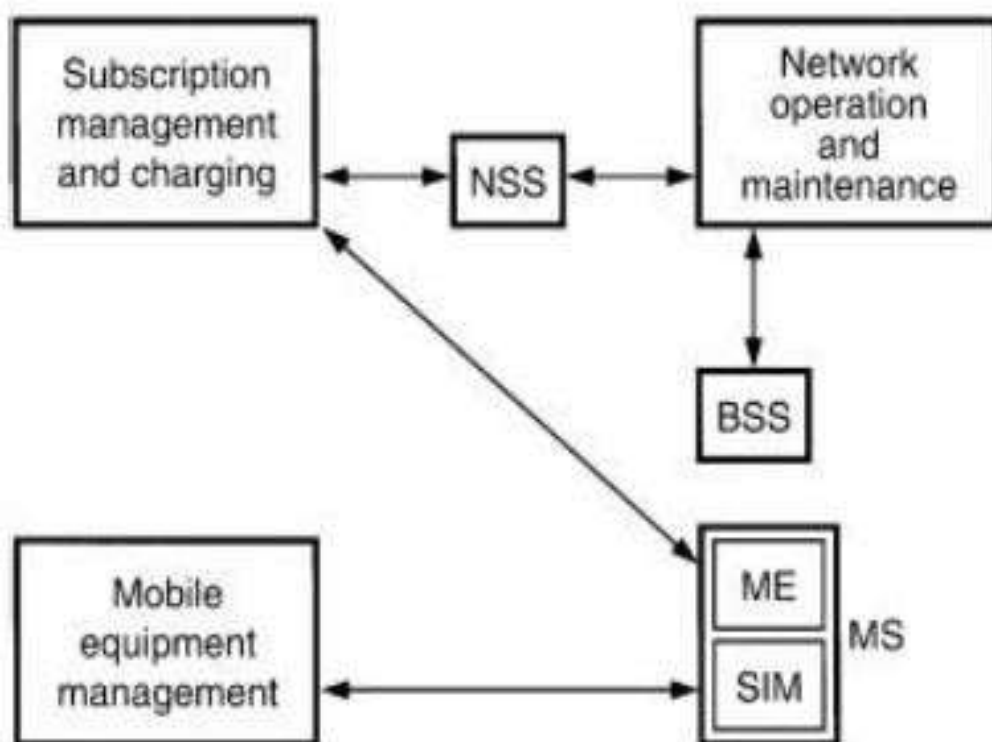 Subscription
management
and charging
NSS
Network
operation
and
maintenance
BSS
ME
MS
SIM
Mobile
equipment
management